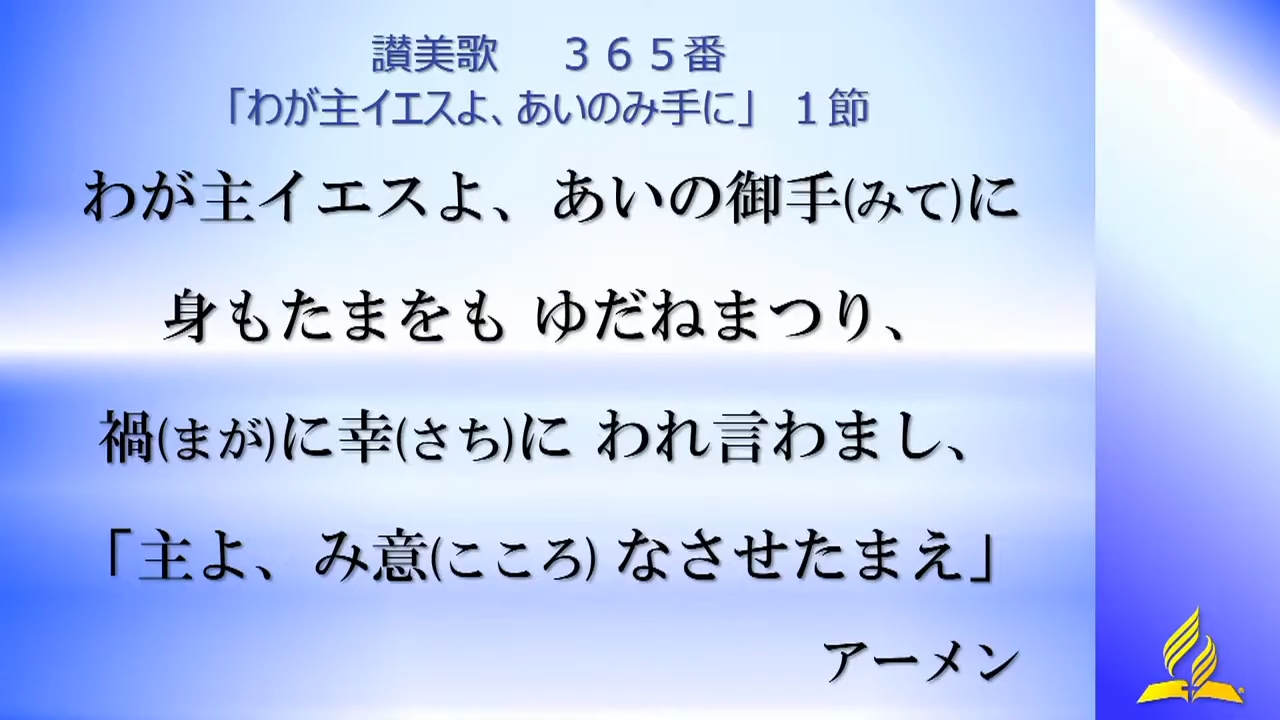 讃美歌　３６５番
「わが主イエスよ、あいのみ手に」　１節
わが主イエスよ、あいの御手(みて)に
身もたまをも ゆだねまつり、
禍(まが)に幸(さち)に われ言わまし、
「主よ、み意(こころ) なさせたまえ」
アーメン